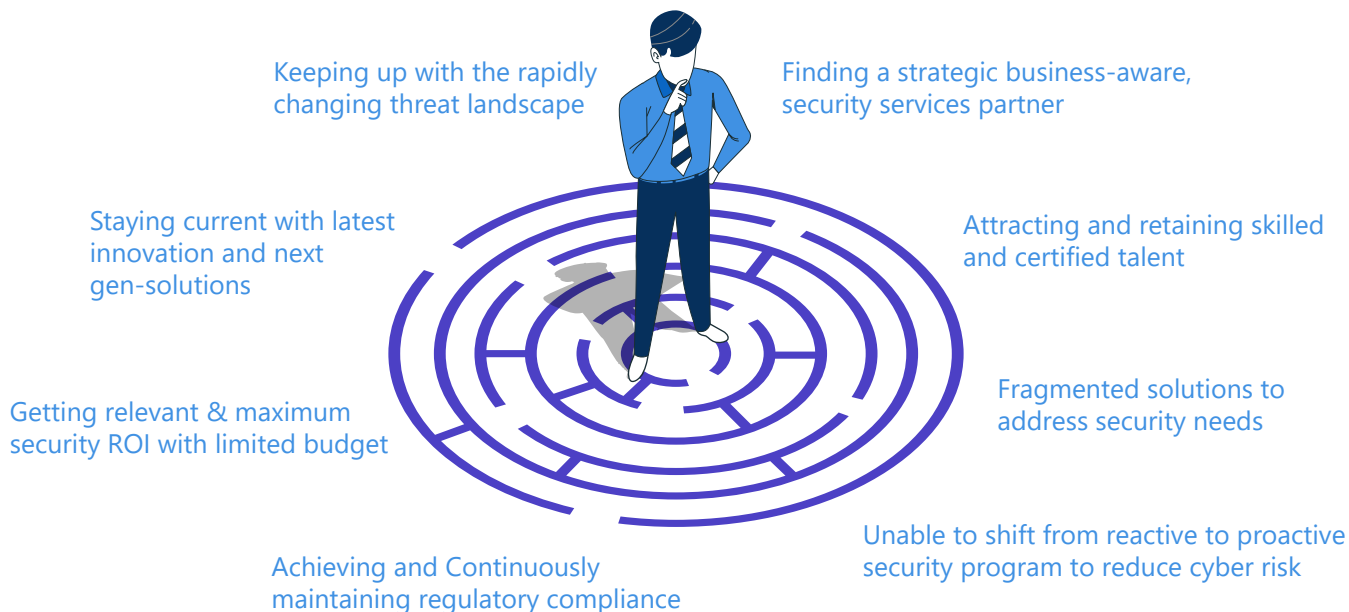 Keeping up with the rapidly
changing threat landscape
Finding a strategic business-aware,
security services partner
Staying current with latest
innovation and next
gen-solutions
Attracting and retaining skilled
and certified talent
Getting relevant & maximum
security ROI with limited budget
Fragmented solutions to
address security needs
Achieving and Continuously
maintaining regulatory compliance
Unable to shift from reactive to proactive
security program to reduce cyber risk